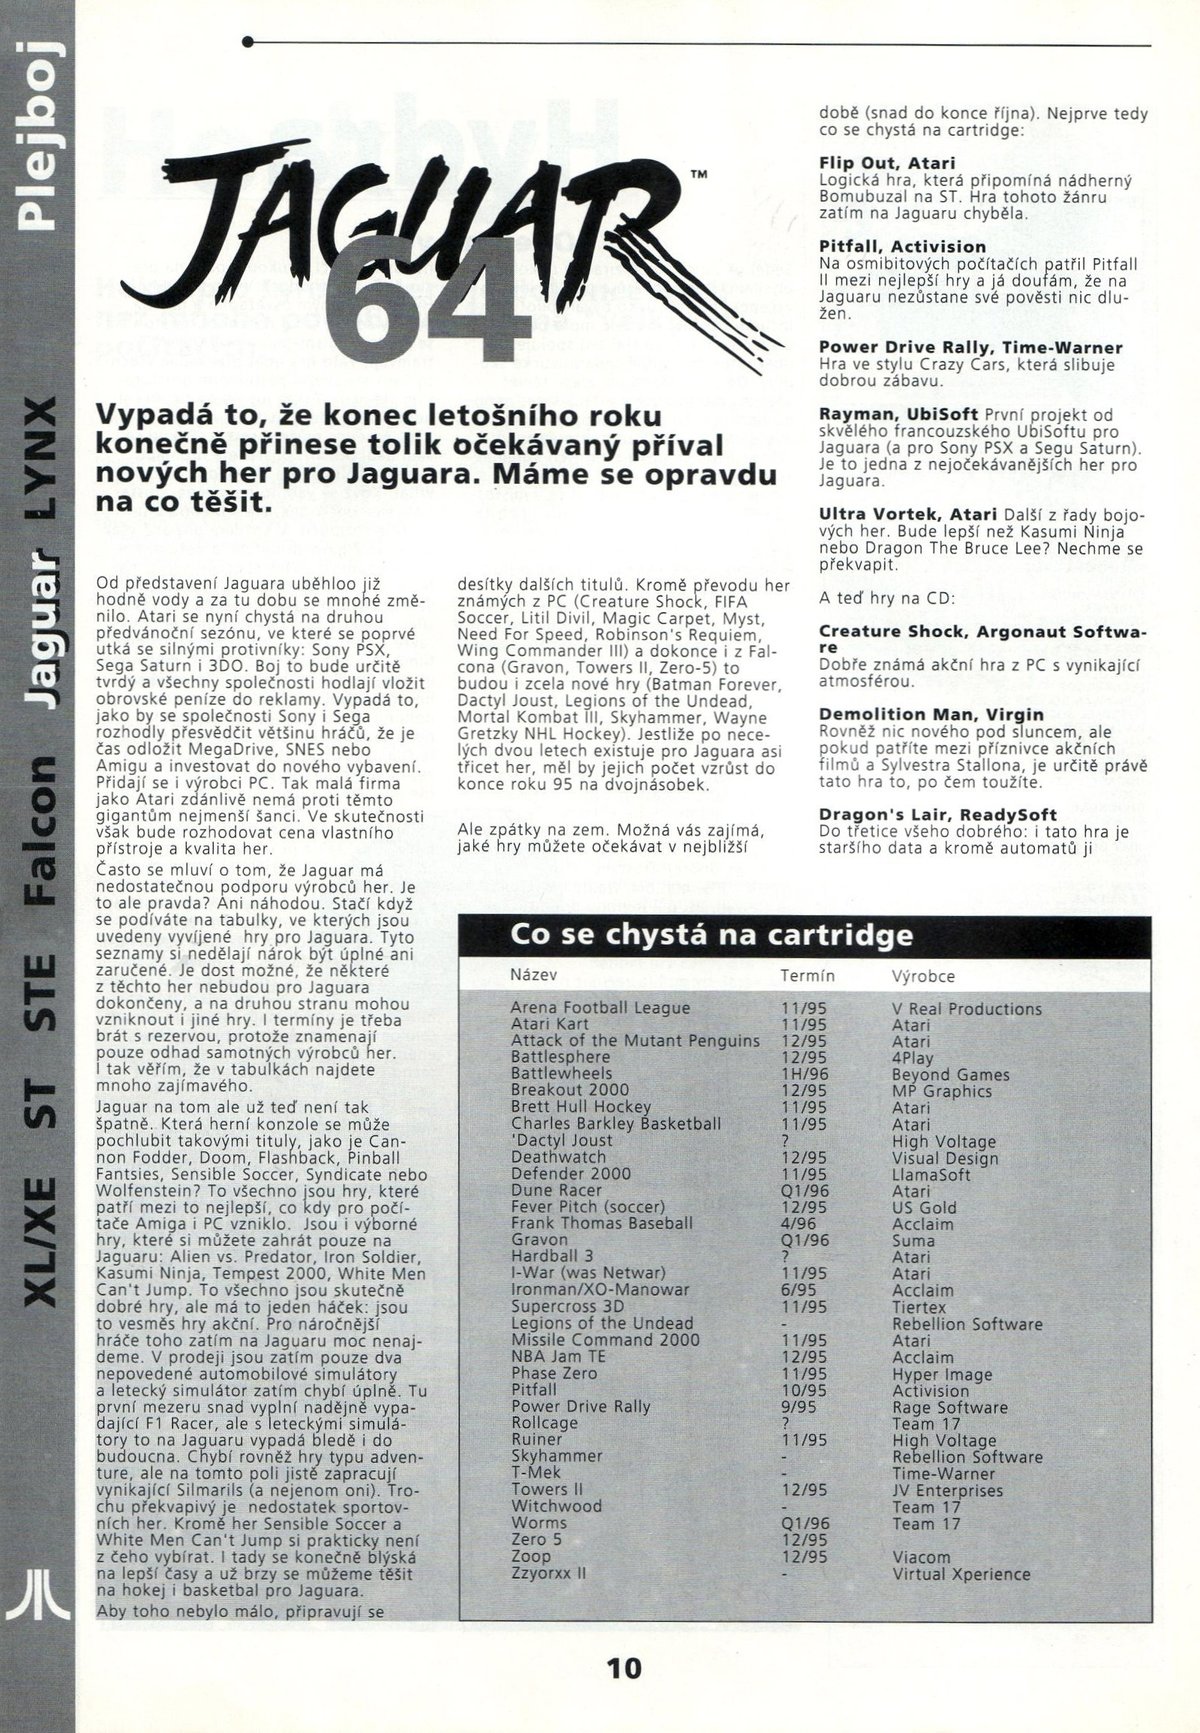 Plejboj
XL/XE ST STE Falcon Jaguar LYNX
JAGUAR™
64
Vypadá to, že konec letošního roku
konečně přinese tolik očekávaný příval
nových her pro Jaguara. Máme se opravdu
na co těšit.
Od představení Jaguara uběhloo již
hodně vody a za tu dobu se mnohé změ-
nilo. Atari se nyní chystá na druhou
předvánoční sezónu, ve které se poprvé
utká se silnými protivníky: Sony PSX,
Sega Saturn i 3DO. Boj to bude určitě
tvrdý a všechny společnosti hodlají vložit
obrovské peníze do reklamy. Vypadá to,
jako by se společnosti Sony i Sega
rozhodly přesvědčit většinu hráčů, že je
čas odložit MegaDrive, SNES nebo
Amigu a investovat do nového vybavení.
Přidají se i výrobci PC. Tak malá firma
jako Atari zdánlivě nemá proti těmto
gigantům nejmenší šanci. Ve skutečnosti
však bude rozhodovat cena vlastního
přístroje a kvalita her.
Často se mluví o tom, že Jaguar má
nedostatečnou podporu výrobců her. Je
to ale pravda? Ani náhodou. Stačí když
se podíváte na tabulky, ve kterých jsou
uvedeny vyvíjené hry pro Jaguara. Tyto
seznamy si nedělají nárok být úplné ani
zaručené. Je dost možné, že některé
z těchto her nebudou pro Jaguara
dokončeny, a na druhou stranu mohou
vzniknout i jiné hry. I termíny je třeba
brát s rezervou, protože znamenají
pouze odhad samotných výrobců her.
I tak věřím, že v tabulkách najdete
mnoho zajímavého.
Jaguar na tom ale už teď není tak
špatně. Která herní konzole se může
pochlubit takovými tituly, jako je Can-
non Fodder, Doom, Flashback, Pinball
Fantsies, Sensible Soccer, Syndicate nebo
Wolfenstein? To všechno jsou hry, které
patří mezi to nejlepší, co kdy pro počí-
tače Amiga i PC vzniklo. Jsou i výborné
hry, které si můžete zahrát pouze na
Jaguaru: Alien vs. Predator, Iron Soldier,
Kasumi Ninja, Tempest 2000, White Men
Can't Jump. To všechno jsou skutečně
dobré hry, ale má to jeden háček: jsou
to vesměs hry akční. Pro náročnější
hráče toho zatím na Jaguaru moc nenaj-
deme. V prodeji jsou zatím pouze dva
nepovedené automobilové simulátory
a letecký simulátor zatím chybí úplně. Tu
první mezeru snad vyplní nadějně vypa-
dající F1 Racer, ale s leteckými simulá-
tory to na Jaguaru vypadá bledě i do
budoucna. Chybí rovněž hry typu adven-
ture, ale na tomto poli jistě zapracují
vynikající Silmarils (a nejenom oni). Tro-
chu překvapivý je nedostatek sportov-
ních her. Kromě her Sensible Soccer a
White Men Can't Jump si prakticky není
z čeho vybírat. I tady se konečně blýská
na lepší časy a už brzy se můžeme těšit
na hokej i basketbal pro Jaguara.
Aby toho nebylo málo, připravují se
desítky dalších titulů. Kromě převodu her
známých z PC (Creature Shock, FIFA
Soccer, Litil Divil, Magic Carpet, Myst,
Need For Speed, Robinson's Requiem,
Wing Commander III) a dokonce i z Fal-
cona (Gravon, Towers II, Zero-5) to
budou i zcela nové hry (Batman Forever,
Dactyl Joust, Legions of the Undead,
Mortal Kombat III, Skyhammer, Wayne
Gretzky NHL Hockey). Jestliže po nece-
lých dvou letech existuje pro Jaguara asi
třicet her, měl by jejich počet vzrůst do
konce roku 95 na dvojnásobek.
Ale zpátky na zem. Možná vás zajímá,
jaké hry můžete očekávat v nejbližší
době (snad do konce října). Nejprve tedy
co se chystá na cartridge:
Flip Out, Atari
Logická hra, která připomíná nádherný
Bomubuzal na ST. Hra tohoto žánru
zatím na Jaguaru chyběla.
Pitfall, Activision
Na osmibitových počítačích patřil Pitfall
II mezi nejlepší hry a já doufám, že na
Jaguaru nezůstane své pověsti nic dlu-
žen.
Power Drive Rally, Time-Warner
Hra ve stylu Crazy Cars, která slibuje
dobrou zábavu.
Rayman, UbiSoft První projekt od
skvělého francouzského UbiSoftu pro
Jaguara (a pro Sony PSX a Segu Saturn).
Je to jedna z nejočekávanějších her pro
Jaguara.
Ultra Vortek, Atari Další z řady bojo-
vých her. Bude lepší než Kasumi Ninja
nebo Dragon The Bruce Lee? Nechme se
překvapit.
A teď hry na CD:
Creature Shock, Argonaut Softwa-
re
Dobře známá akční hra z PC s vynikající
atmosférou.
Demolition Man, Virgin
Rovněž nic nového pod sluncem, ale
pokud patříte mezi příznivce akčních
filmů a Sylvestra Stallona, je určitě právě
tato hra to, po čem toužíte.
Dragon's Lair, ReadySoft
Do třetice všeho dobrého: i tato hra je
staršího data a kromě automatů ji
Co se chystá na cartridge
Název Termín Výrobce
Arena Football League 11/95 V Real Productions
Atari Kart 11/95 Atari
Attack of the Mutant Penguins 12/95 Atari
Battlesphere 12/95 4Play
Battlewheels 1H/96 Beyond Games
Breakout 2000 12/95 MP Graphics
Brett Hull Hockey 11/95 Atari
Charles Barkley Basketball 11/95 Atari
'Dactyl Joust ? High Voltage
Deathwatch 12/95 Visual Design
Defender 2000 11/95 LlamaSoft
Dune Racer Q1/96 Atari
Fever Pitch (soccer) 12/95 US Gold
Frank Thomas Baseball 4/96 Acclaim
Gravon Q1/96 Suma
Hardball 3 ? Atari
I-War (was Netwar) 11/95 Atari
Ironman/XO-Manowar 6/95 Acclaim
Supercross 3D 11/95 Tiertex
Legions of the Undead - Rebellion Software
Missile Command 2000 11/95 Atari
NBA Jam TE 12/95 Acclaim
Phase Zero 11/95 Hyper Image
Pitfall 10/95 Activision
Power Drive Rally 9/95 Rage Software
Rollcage ? Team 17
Ruiner 11/95 High Voltage
Skyhammer - Rebellion Software
T-Mek - Time-Warner
Towers II 12/95 JV Enterprises
Witchwood - Team 17
Worms Q1/96 Team 17
Zero 5 12/95
Zoop 12/95 Viacom
Zzyorxx II - Virtual Xperience
10